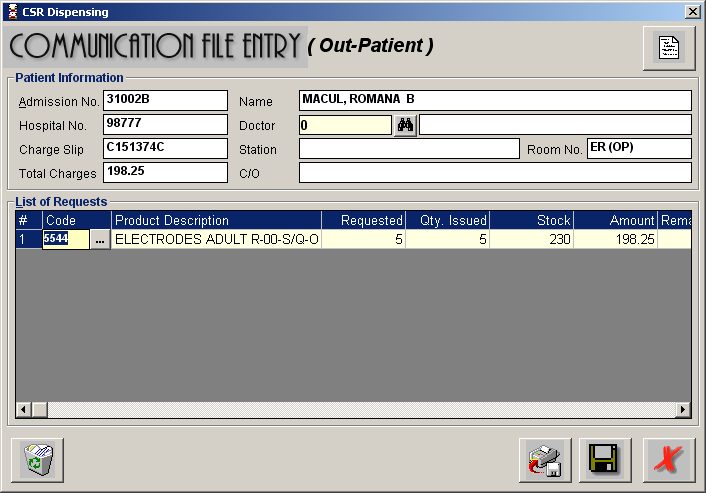 CSR Dispensing
COMMUNICATION FILE ENTRY ( Out-Patient )
Patient Information
Admission No. 31002B Name MACUL, ROMANA B
Hospital No. 98777 Doctor 0
Charge Slip C151374C Station Room No. ER (OP)
Total Charges 198.25 C/O
List of Requests
# Code Product Description Requested Qty. Issued Stock Amount Rema
1 5544 ... ELECTRODES ADULT R-00-S/Q-O 5 5 230 198.25